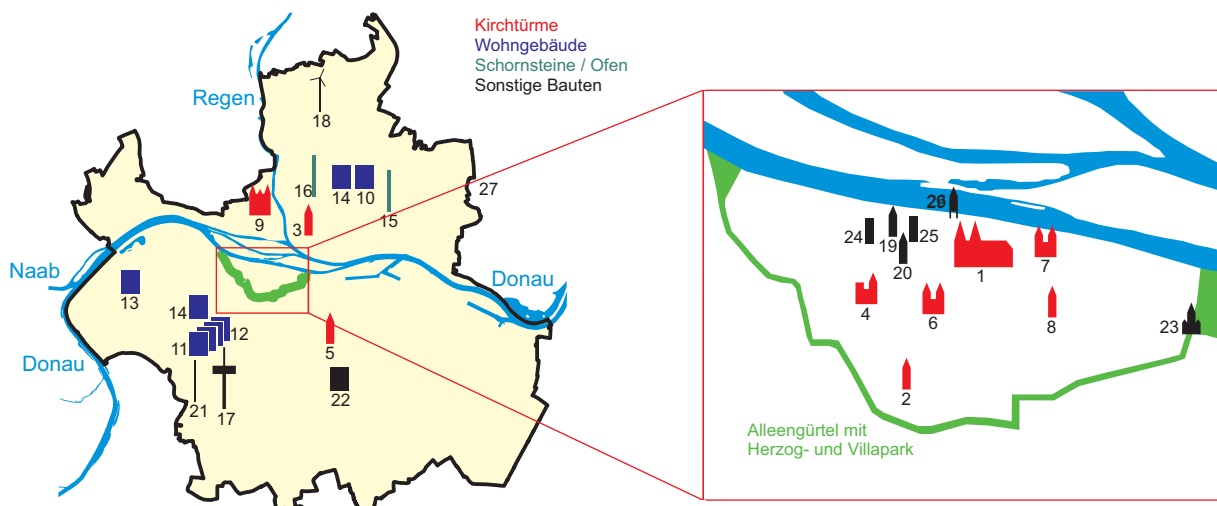 Kirchtürme
Wohngebäude
Schornsteine / Ofen
Sonstige Bauten
Regen
18
16
14
10
15
27
9
3
Naab
Donau
13
14
12
11
5
Donau
21
17
22
24
19
25
20
26
1
7
4
6
8
23
2
Alleengürtel mit
Herzog- und Villapark